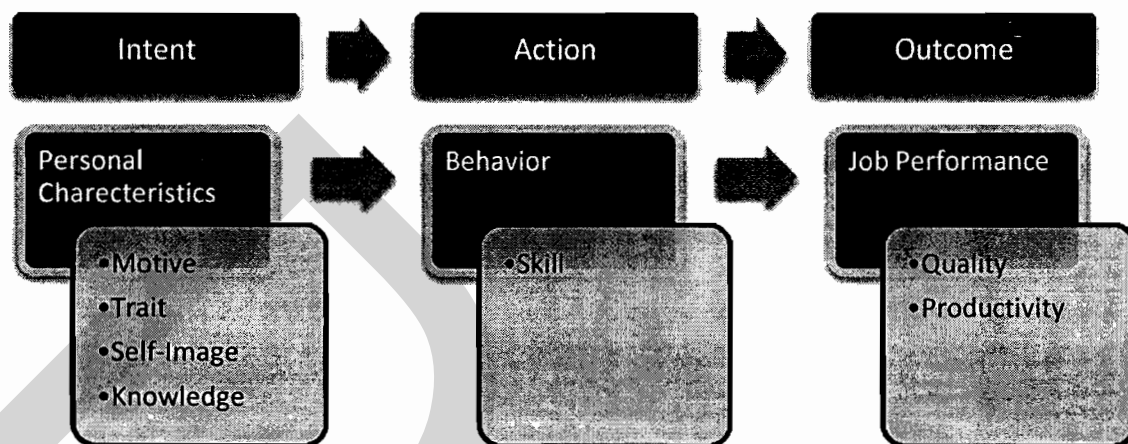 Intent
Action
Outcome
Personal
Charecteristics
Behavior
Job Performance
•Motive
•Trait
•Self-Image
•Knowledge
•Skill
•Quality
•Productivity